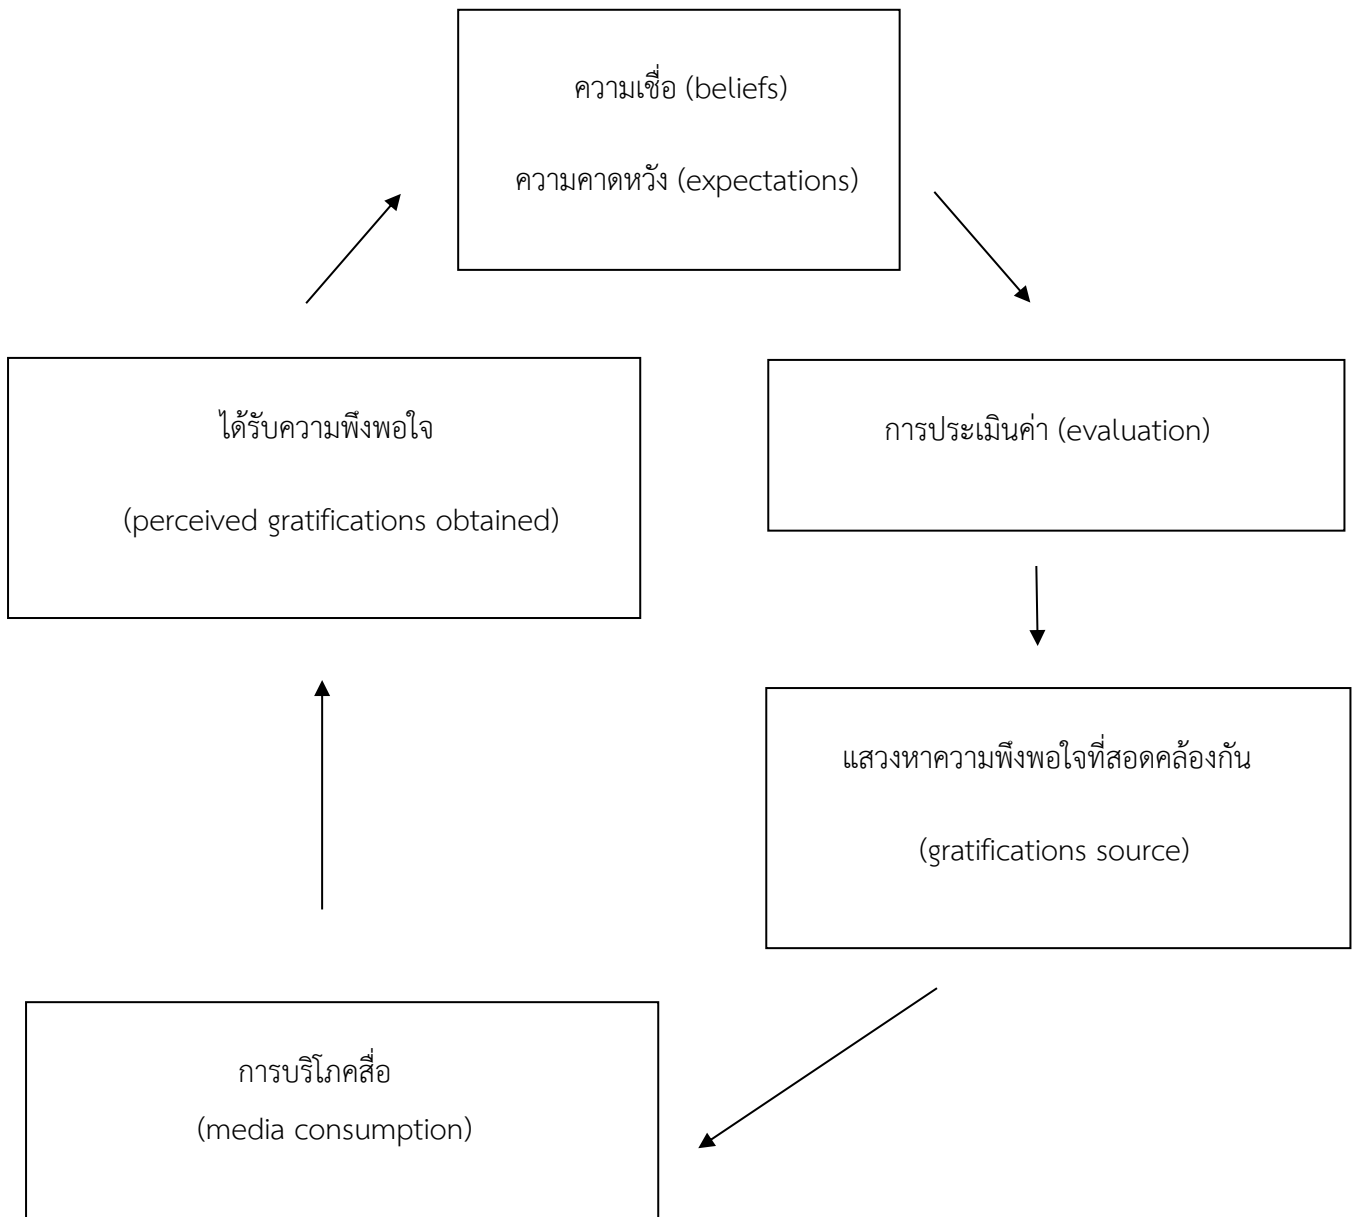 ความเชื่อ (beliefs)
ความคาดหวัง (expectations)
ได้รับความพึงพอใจ
(perceived gratifications obtained)
การประเมินค่า (evaluation)
แสวงหาความพึงพอใจที่สอดคล้องกัน
(gratifications source)
การบริโภคสื่อ
(media consumption)